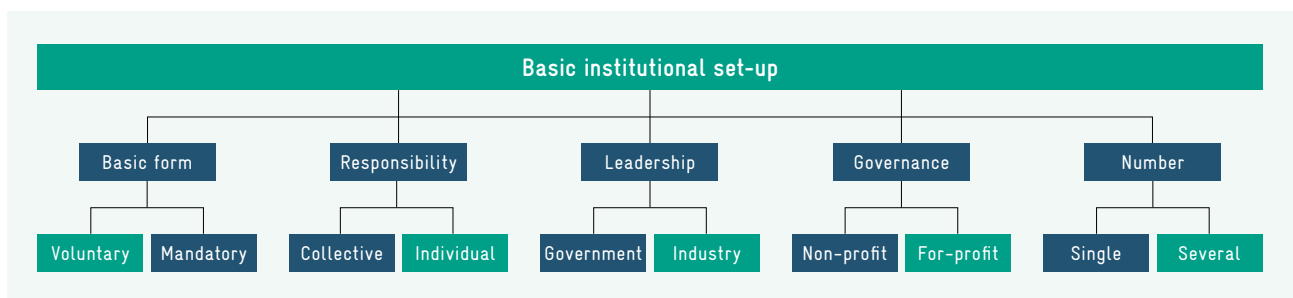 Basic institutional set-up
Basic form
Responsibility
Leadership
Governance
Number
Voluntary
Mandatory
Collective
Individual
Government
Industry
Non-profit
For-profit
Single
Several